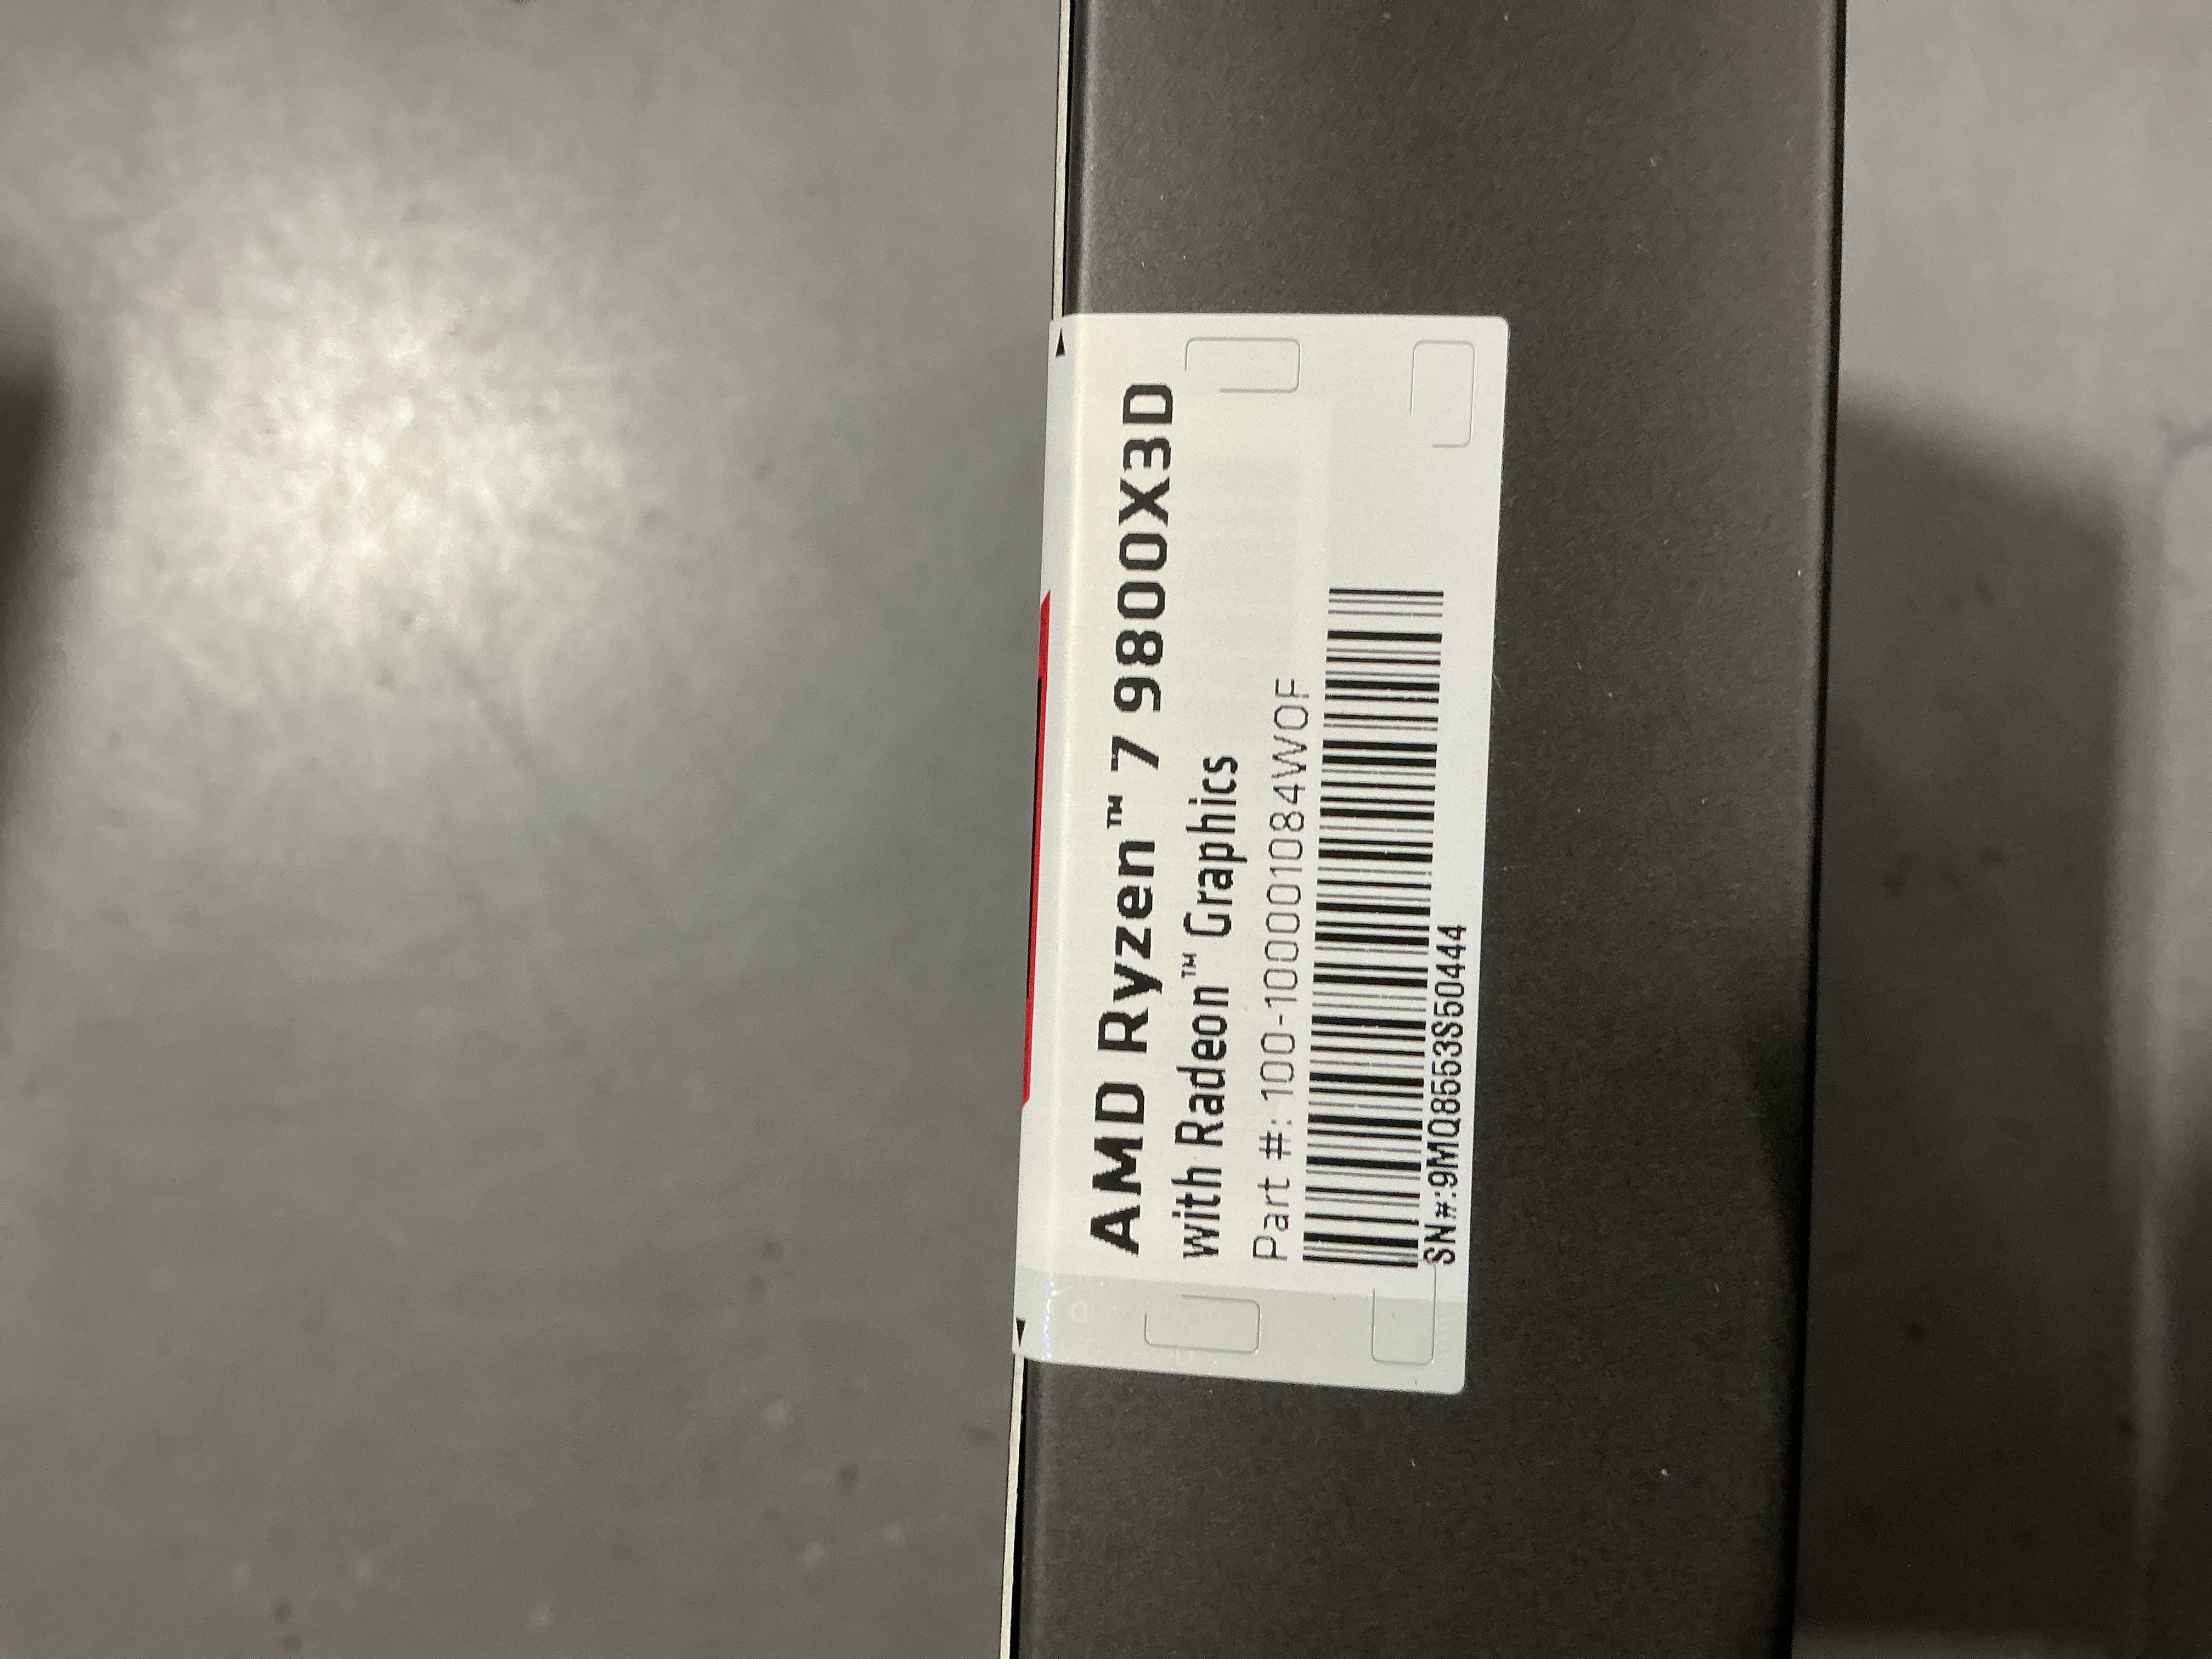 AMD Ryzen™ 7 9800X3D
with Radeon™ Graphics
Part #: 100-100001084WOF
SN#:9MQ8553S50444